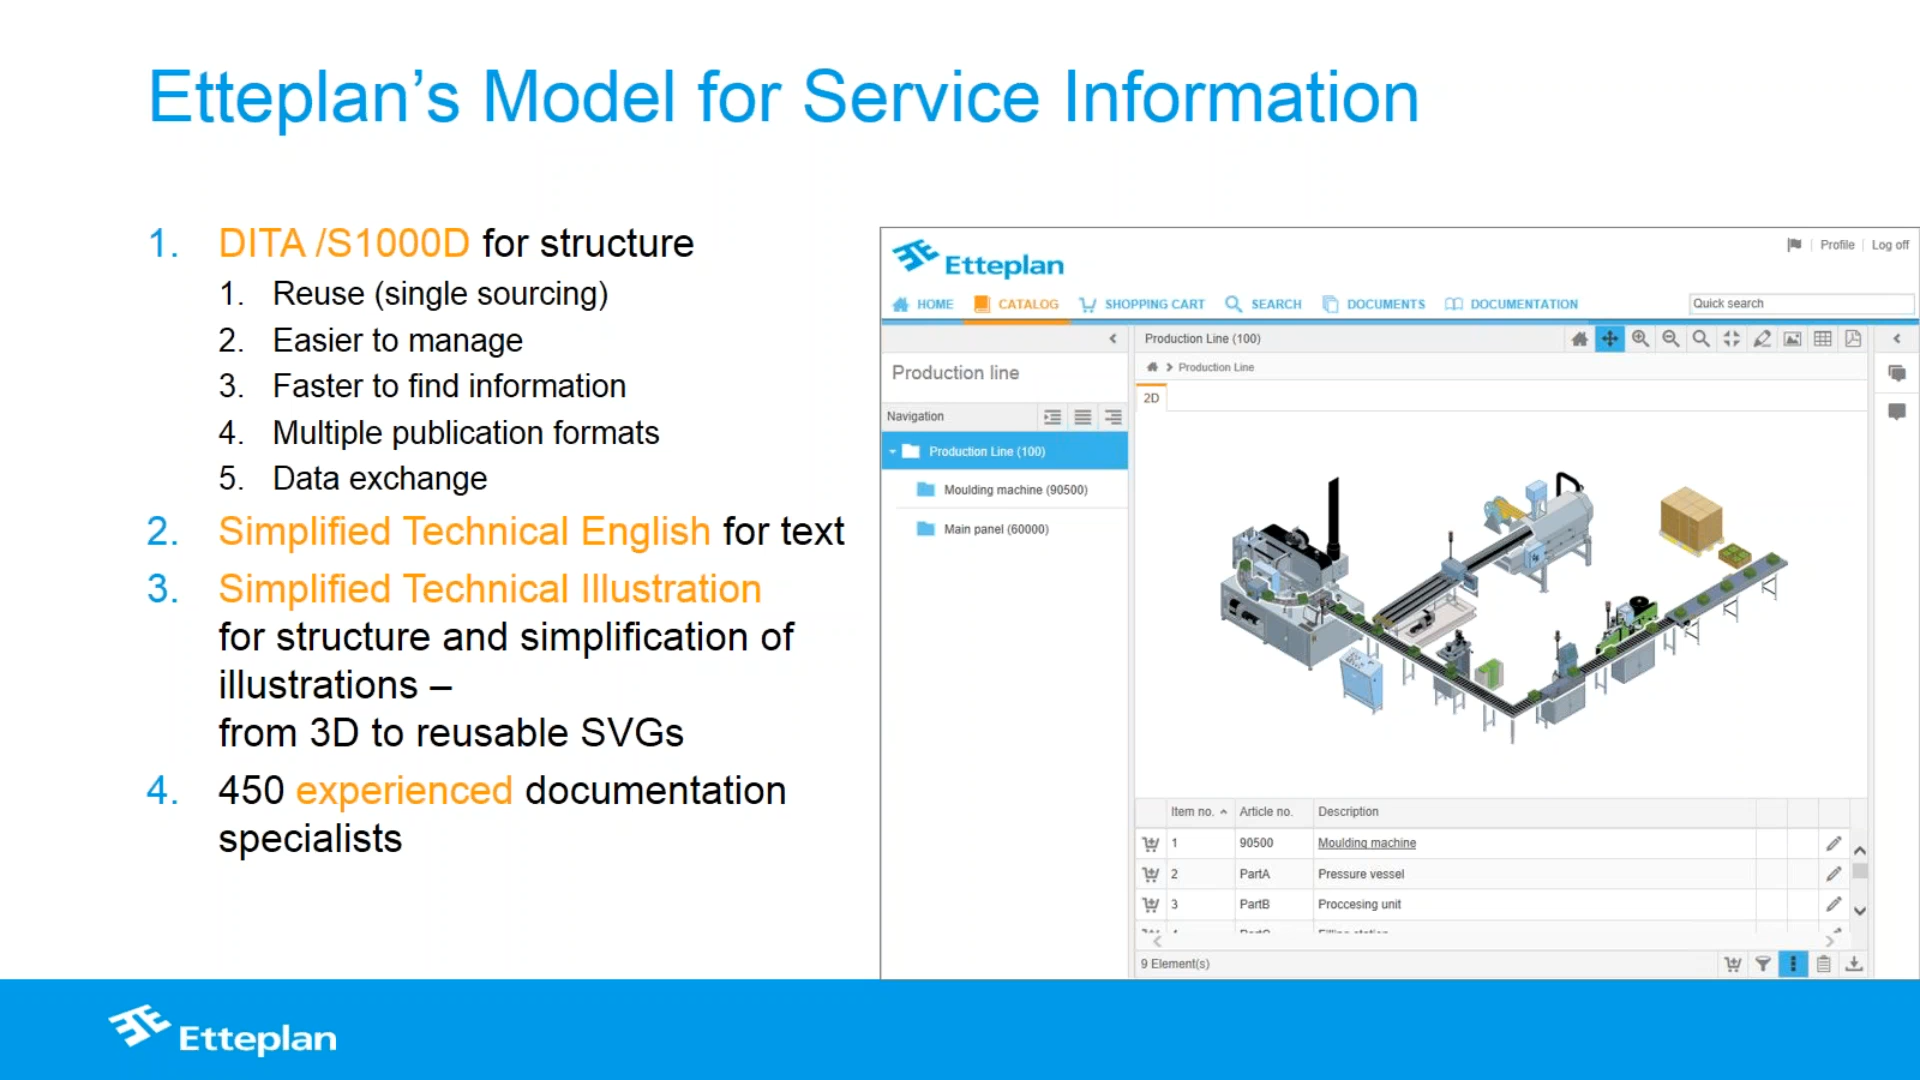 Etteplan's Model for Service Information
1. DITA /S1000D for structure
1. Reuse (single sourcing)
2. Easier to manage
3. Faster to find information
4. Multiple publication formats
5. Data exchange
2. Simplified Technical English for text
3. Simplified Technical Illustration
for structure and simplification of
illustrations –
from 3D to reusable SVGs
4. 450 experienced documentation
specialists
Etteplan
Profile | Log off
HOME CATALOG SHOPPING CART SEARCH DOCUMENTS DOCUMENTATION Quick search
Production Line (100)
Production line
Production Line
Navigation
2D
Production Line (100)
Moulding machine (90500)
Main panel (60000)
Item no. Article no. Description
1 90500 Moulding machine
2 PartA Pressure vessel
3 PartB Proccesing unit
9 Element(s)
Etteplan